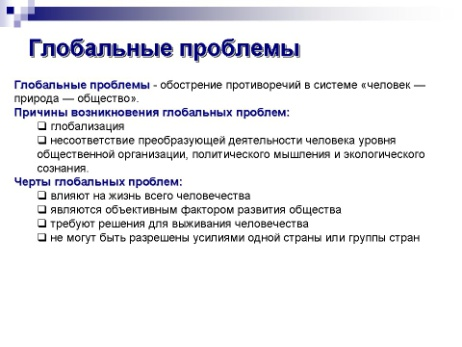 Глобальные проблемы
Глобальные проблемы - обострение противоречий в системе «человек —
природа — общество».
Причины возникновения глобальных проблем:
❑ глобализация
❑ несоответствие преобразующей деятельности человека уровня
общественной организации, политического мышления и экологического
сознания.
Черты глобальных проблем:
❑ влияют на жизнь всего человечества
❑ являются объективным фактором развития общества
❑ требуют решения для выживания человечества
❑ не могут быть разрешены усилиями одной страны или группы стран